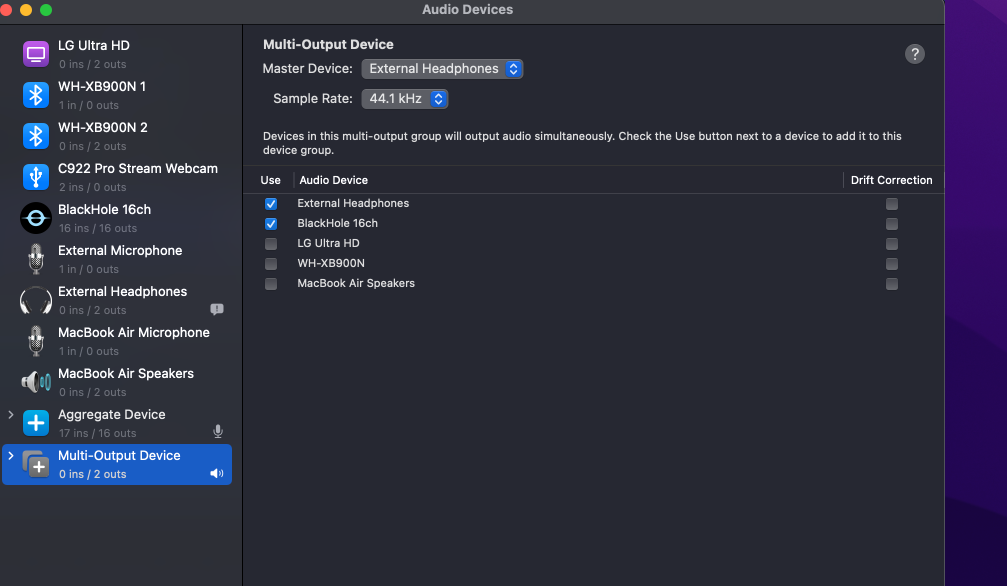 Audio Devices
LG Ultra HD
0 ins / 2 outs
WH-XB900N 1
1 in / 0 outs
WH-XB900N 2
0 ins / 2 outs
C922 Pro Stream Webcam
2 ins / 0 outs
BlackHole 16ch
16 ins / 16 outs
External Microphone
1 in / 0 outs
External Headphones
0 ins / 2 outs
MacBook Air Microphone
1 in / 0 outs
MacBook Air Speakers
0 ins / 2 outs
Aggregate Device
17 ins / 16 outs
Multi-Output Device
0 ins / 2 outs
Multi-Output Device
?
Master Device: External Headphones
Sample Rate: 44.1 kHz
Devices in this multi-output group will output audio simultaneously. Check the Use button next to a device to add it to this
device group.
Use Audio Device Drift Correction
External Headphones
BlackHole 16ch
LG Ultra HD
WH-XB900N
MacBook Air Speakers